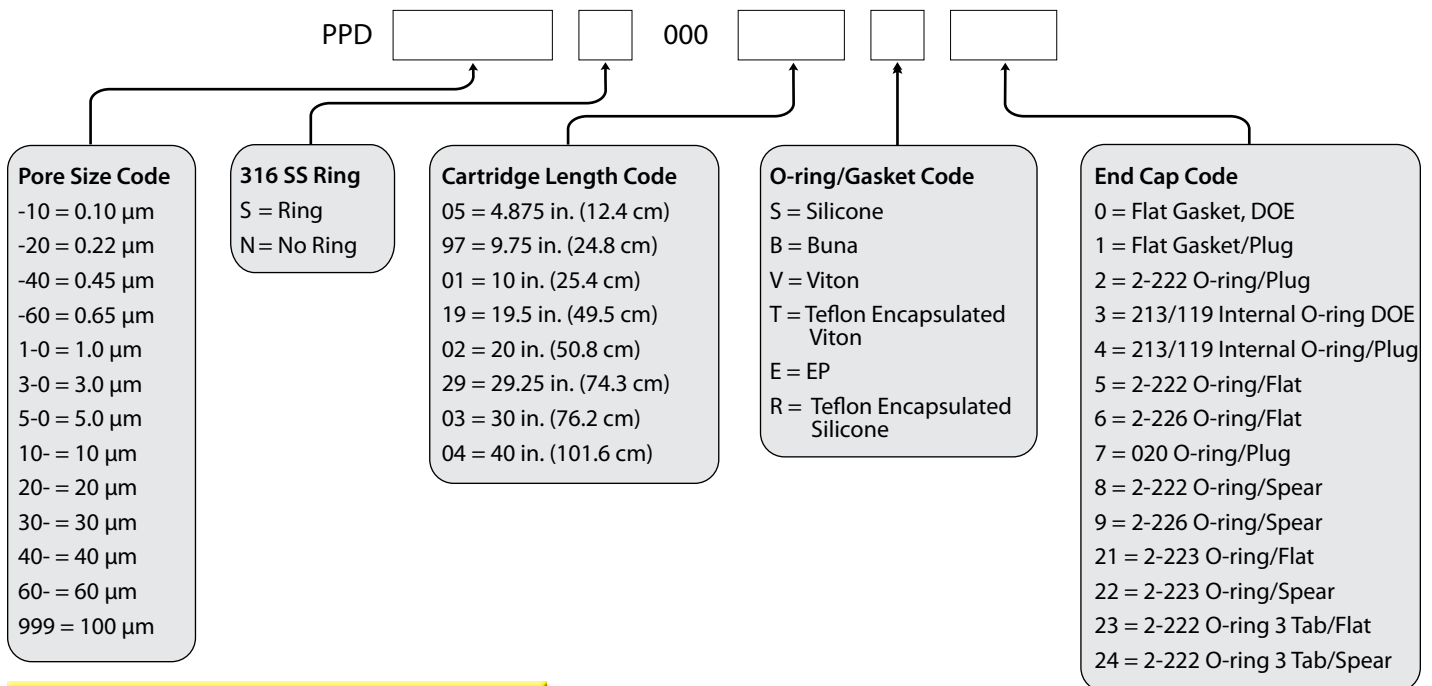 PPD 000
Pore Size Code
-10 = 0.10 µm
-20 = 0.22 µm
-40 = 0.45 µm
-60 = 0.65 µm
1-0 = 1.0 µm
3-0 = 3.0 µm
5-0 = 5.0 µm
10- = 10 µm
20- = 20 µm
30- = 30 µm
40- = 40 µm
60- = 60 µm
999 = 100 µm
316 SS Ring
S = Ring
N = No Ring
Cartridge Length Code
05 = 4.875 in. (12.4 cm)
97 = 9.75 in. (24.8 cm)
01 = 10 in. (25.4 cm)
19 = 19.5 in. (49.5 cm)
02 = 20 in. (50.8 cm)
29 = 29.25 in. (74.3 cm)
03 = 30 in. (76.2 cm)
04 = 40 in. (101.6 cm)
O-ring/Gasket Code
S = Silicone
B = Buna
V = Viton
T = Teflon Encapsulated
Viton
E = EP
R = Teflon Encapsulated
Silicone
End Cap Code
0 = Flat Gasket, DOE
1 = Flat Gasket/Plug
2 = 2-222 O-ring/Plug
3 = 213/119 Internal O-ring DOE
4 = 213/119 Internal O-ring/Plug
5 = 2-222 O-ring/Flat
6 = 2-226 O-ring/Flat
7 = 020 O-ring/Plug
8 = 2-222 O-ring/Spear
9 = 2-226 O-ring/Spear
21 = 2-223 O-ring/Flat
22 = 2-223 O-ring/Spear
23 = 2-222 O-ring 3 Tab/Flat
24 = 2-222 O-ring 3 Tab/Spear